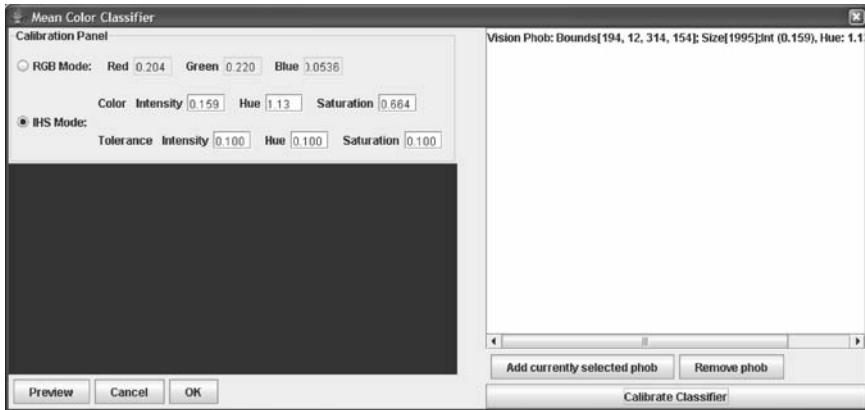 Mean Color Classifier
Calibration Panel
RGB Mode: Red 0.204 Green 0.220 Blue 0.0536
Color Intensity 0.159 Hue 1.13 Saturation 0.664
IHS Mode:
Tolerance Intensity 0.100 Hue 0.100 Saturation 0.100
Preview Cancel OK
Vision Phob: Bounds[194, 12, 314, 154]; Size[1995];Int (0.159), Hue: 1.1
Add currently selected phob Remove phob
Calibrate Classifier